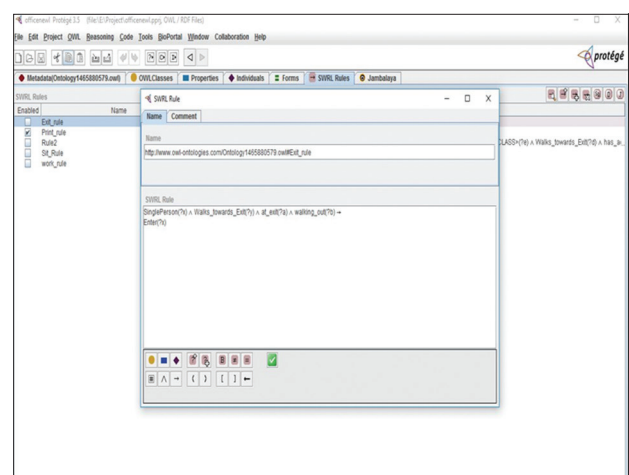 officenewl Protégé 3.5 (file:\E:\Project\officenewl.pprj, OWL / RDF Files)
File Edit Project OWL Reasoning Code Tools BioPortal Window Collaboration Help
protégé
Metadata(Ontology1465880579.owl) OWLClasses Properties Individuals Forms SWRL Rules Jambalaya
SWRL Rules
Enabled Name
Exit_rule
Print_rule
Rule2
Sit_Rule
work_rule
CLASS>(?e) ∧ Walks_towards_Exit(?d) ∧ has_a
SWRL Rule
Name Comment
Name
http://www.owl-ontologies.com/Ontology1465880579.owl#Exit_rule
SWRL Rule
SinglePerson(?x) ∧ Walks_towards_Exit(?y) ∧ at_exit(?a) ∧ walking_out(?b) →
Enter(?s)
∧ → ( ) [ ]